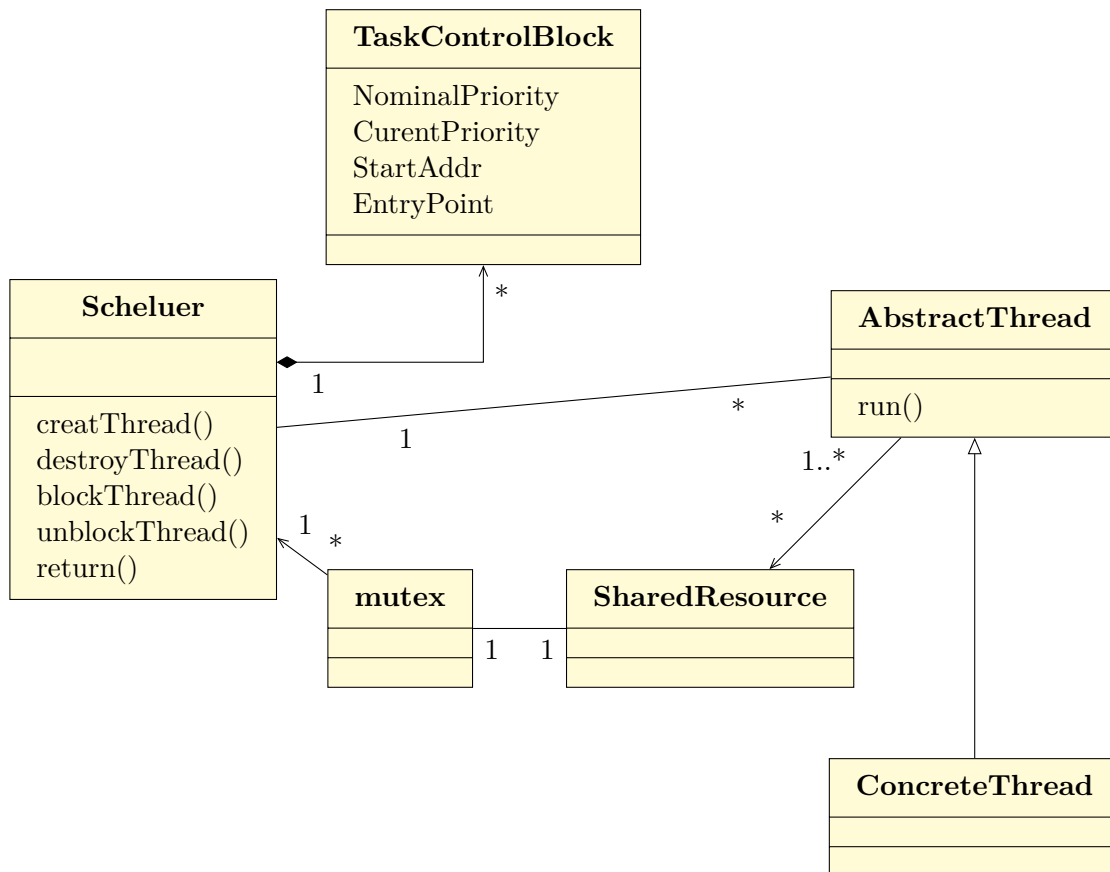 TaskControlBlock
NominalPriority
CurentPriority
StartAddr
EntryPoint
*
1
Scheluer
creatThread()
destroyThread()
blockThread()
unblockThread()
return()
AbstractThread
run()
*
1
1..*
*
1
*
mutex
1
1
SharedResource
ConcreteThread